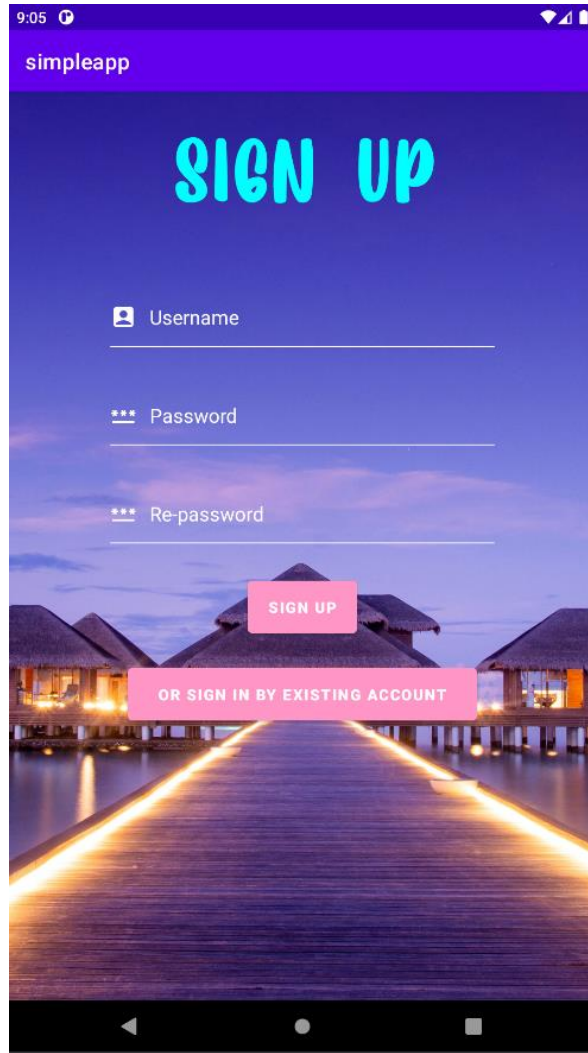 9:05
simpleapp
SIGN UP
Username
Password
Re-password
SIGN UP
OR SIGN IN BY EXISTING ACCOUNT